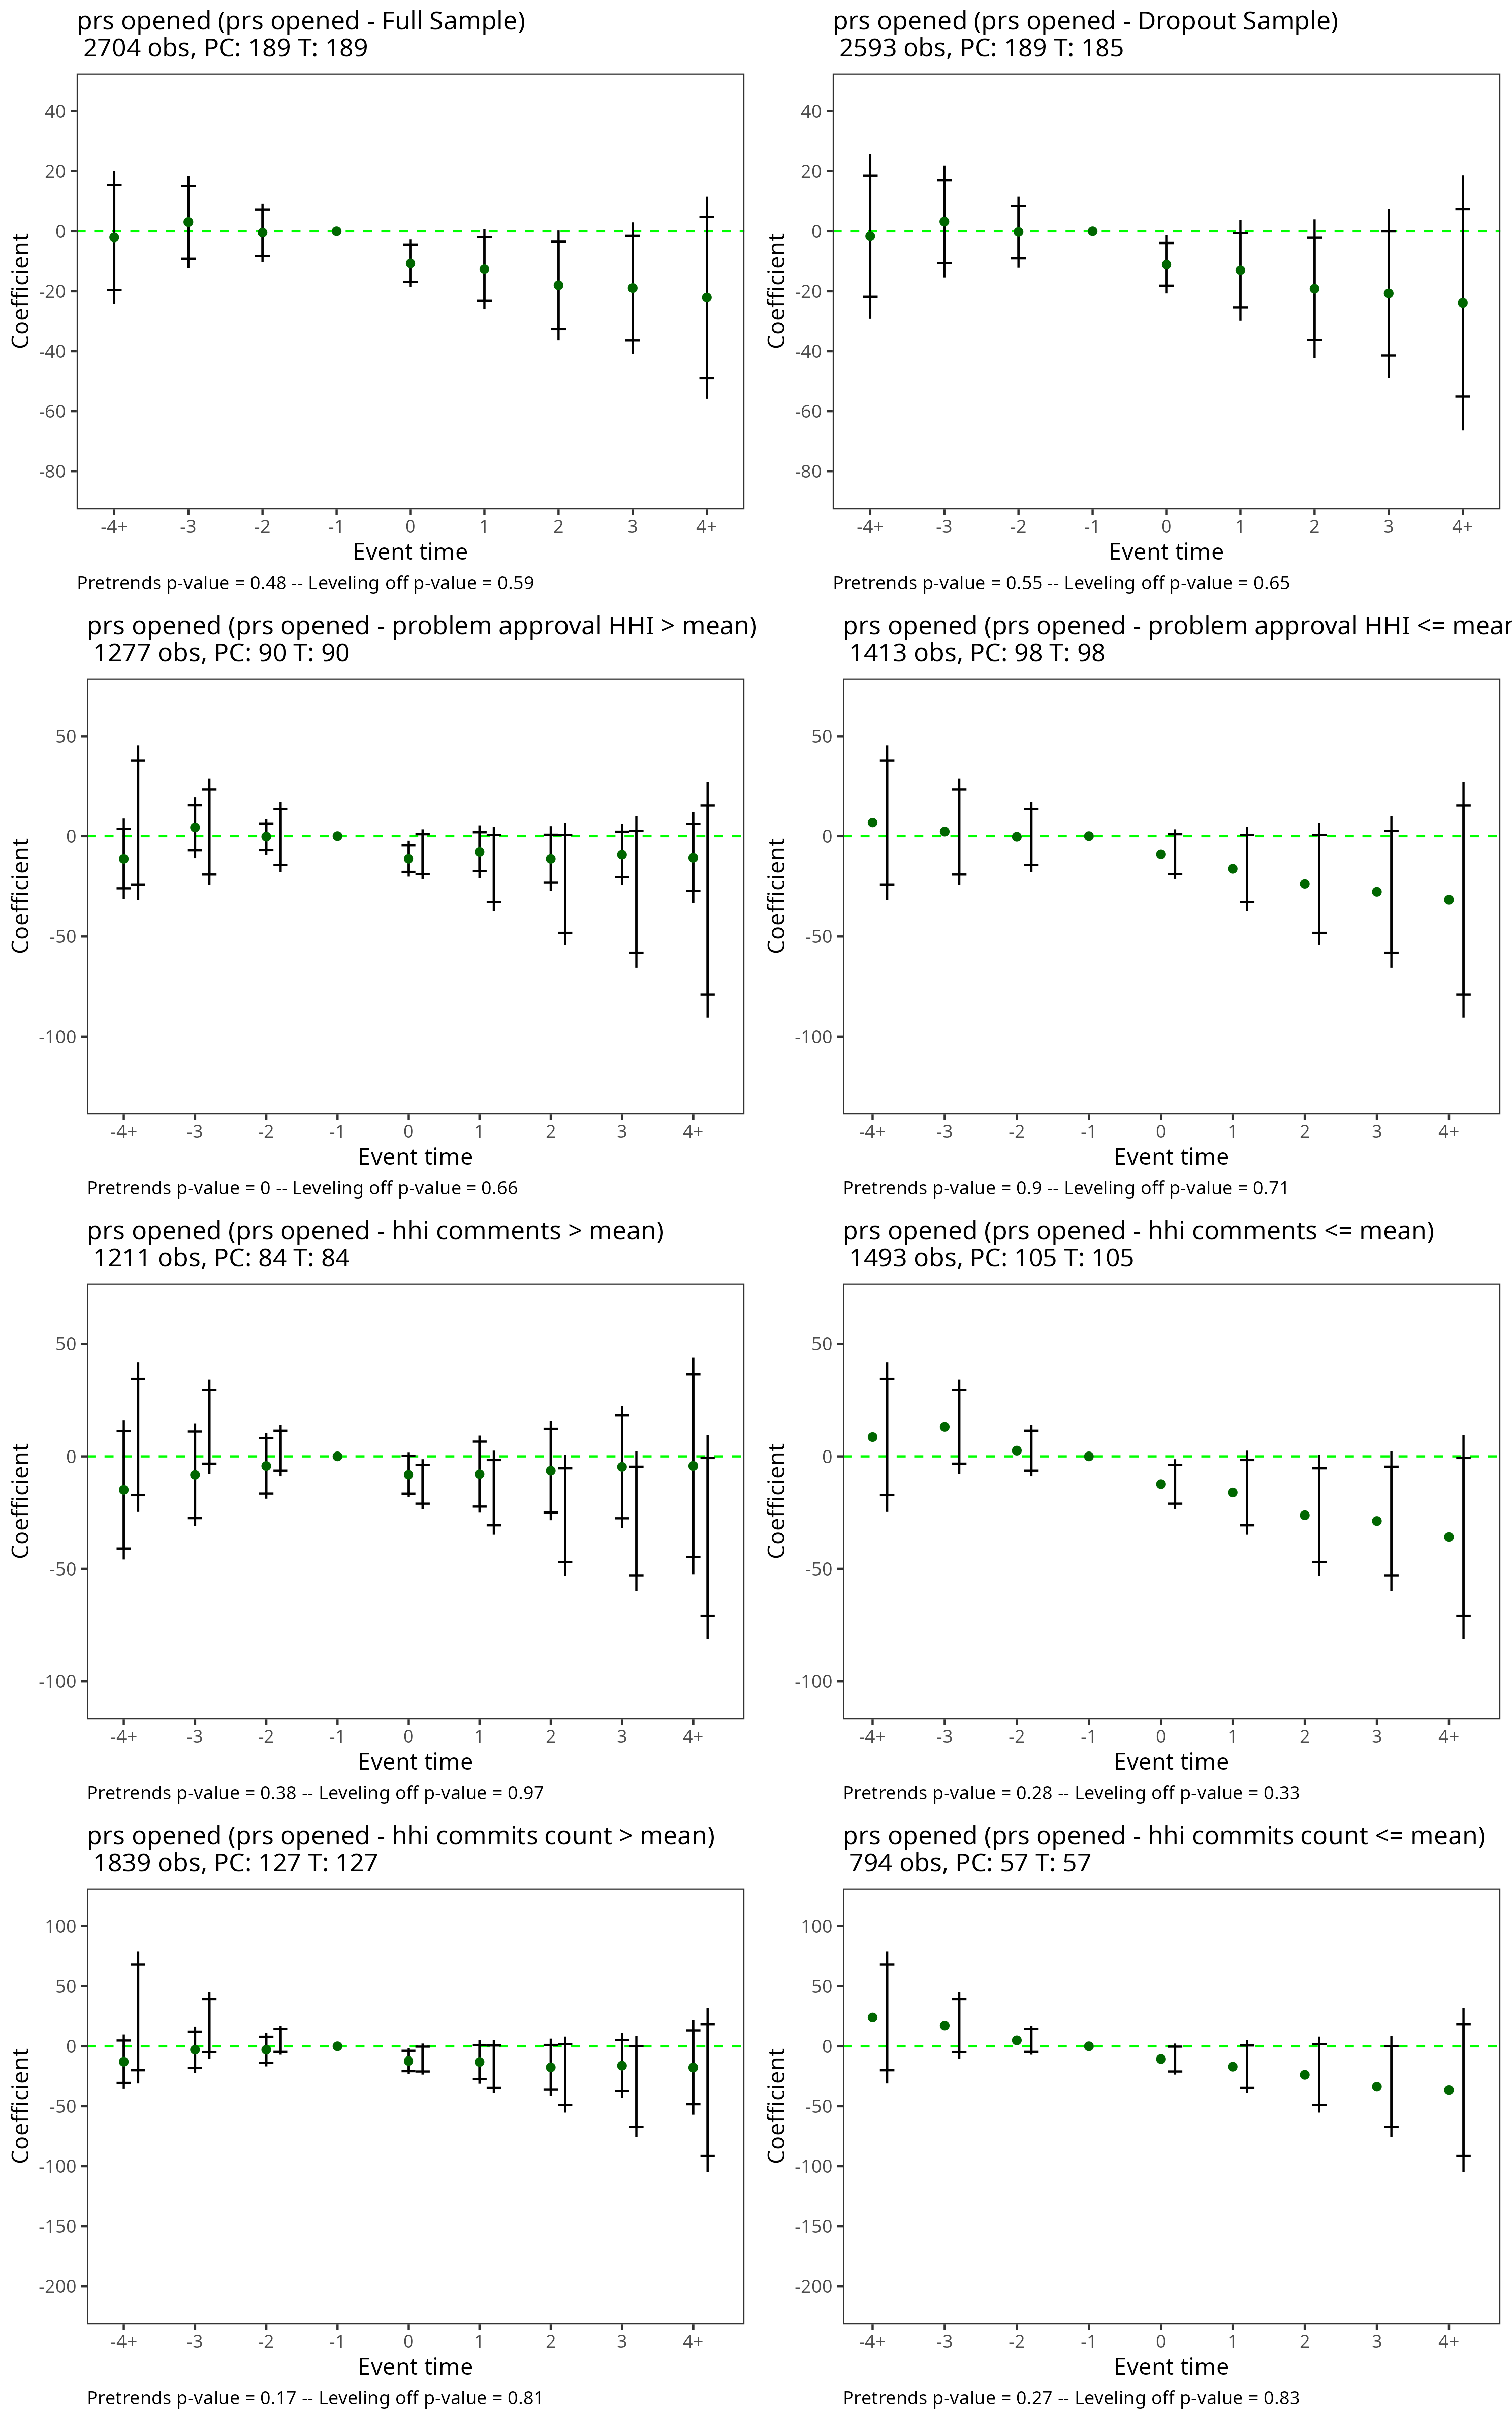 prs opened (prs opened - Full Sample)
2704 obs, PC: 189 T: 189
40
20
0
-20
-40
-60
-80
Coefficient
-4+ -3 -2 -1 0 1 2 3 4+
Event time
Pretrends p-value = 0.48 -- Leveling off p-value = 0.59
prs opened (prs opened - Dropout Sample)
2593 obs, PC: 189 T: 185
40
20
0
-20
-40
-60
-80
Coefficient
-4+ -3 -2 -1 0 1 2 3 4+
Event time
Pretrends p-value = 0.55 -- Leveling off p-value = 0.65
prs opened (prs opened - problem approval HHI > mean)
1277 obs, PC: 90 T: 90
50
0
-50
-100
Coefficient
-4+ -3 -2 -1 0 1 2 3 4+
Event time
Pretrends p-value = 0 -- Leveling off p-value = 0.66
prs opened (prs opened - problem approval HHI <= mean
1413 obs, PC: 98 T: 98
50
0
-50
-100
Coefficient
-4+ -3 -2 -1 0 1 2 3 4+
Event time
Pretrends p-value = 0.9 -- Leveling off p-value = 0.71
prs opened (prs opened - hhi comments > mean)
1211 obs, PC: 84 T: 84
50
0
-50
-100
Coefficient
-4+ -3 -2 -1 0 1 2 3 4+
Event time
Pretrends p-value = 0.38 -- Leveling off p-value = 0.97
prs opened (prs opened - hhi comments <= mean)
1493 obs, PC: 105 T: 105
50
0
-50
-100
Coefficient
-4+ -3 -2 -1 0 1 2 3 4+
Event time
Pretrends p-value = 0.28 -- Leveling off p-value = 0.33
prs opened (prs opened - hhi commits count > mean)
1839 obs, PC: 127 T: 127
100
50
0
-50
-100
-150
-200
Coefficient
-4+ -3 -2 -1 0 1 2 3 4+
Event time
Pretrends p-value = 0.17 -- Leveling off p-value = 0.81
prs opened (prs opened - hhi commits count <= mean)
794 obs, PC: 57 T: 57
100
50
0
-50
-100
-150
-200
Coefficient
-4+ -3 -2 -1 0 1 2 3 4+
Event time
Pretrends p-value = 0.27 -- Leveling off p-value = 0.83